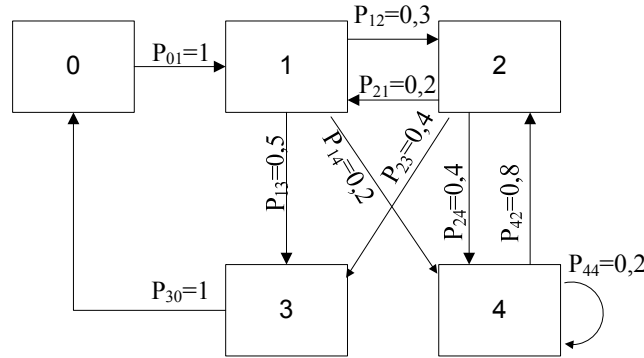 P12=0,3
0
P01=1
1
2
P21=0,2
P13=0,5
P14=0,2
P23=0,4
P24=0,4
P42=0,8
P44=0,2
P30=1
3
4